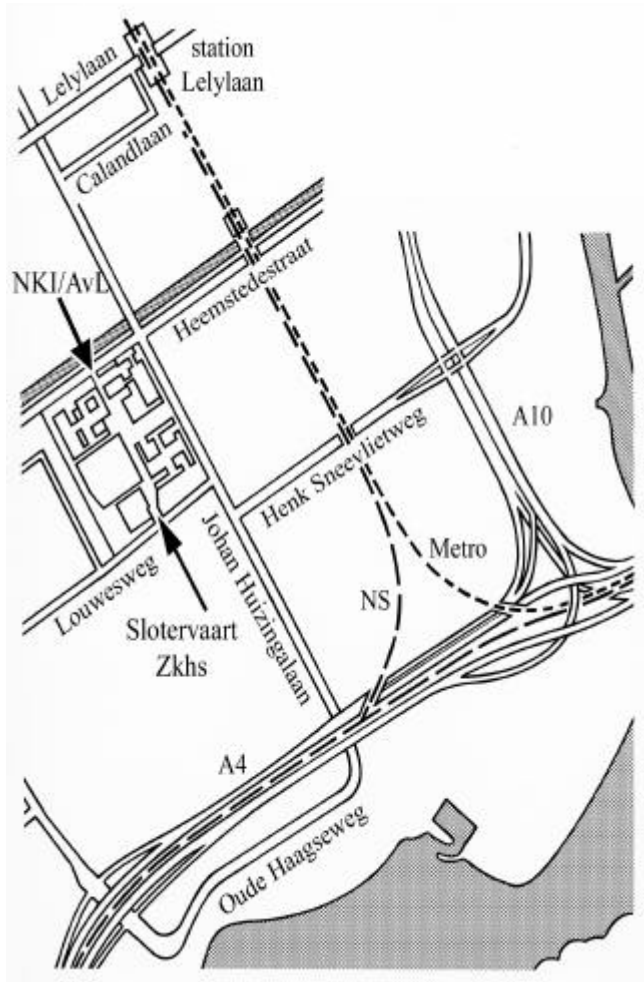 station
Lelylaan
Lelylaan
Calandlaan
NKI/AvL
Heemstedestraat
A10
Henk Sneevlietweg
Metro
Johan Huizingalaan
NS
Louwesweg
Slotervaart
Zkhs
A4
Oude Haagseweg